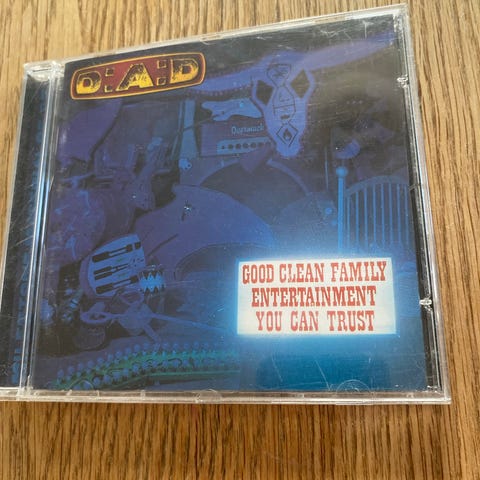 D:A:D
GOOD CLEAN FAMILY
ENTERTAINMENT
YOU CAN TRUST